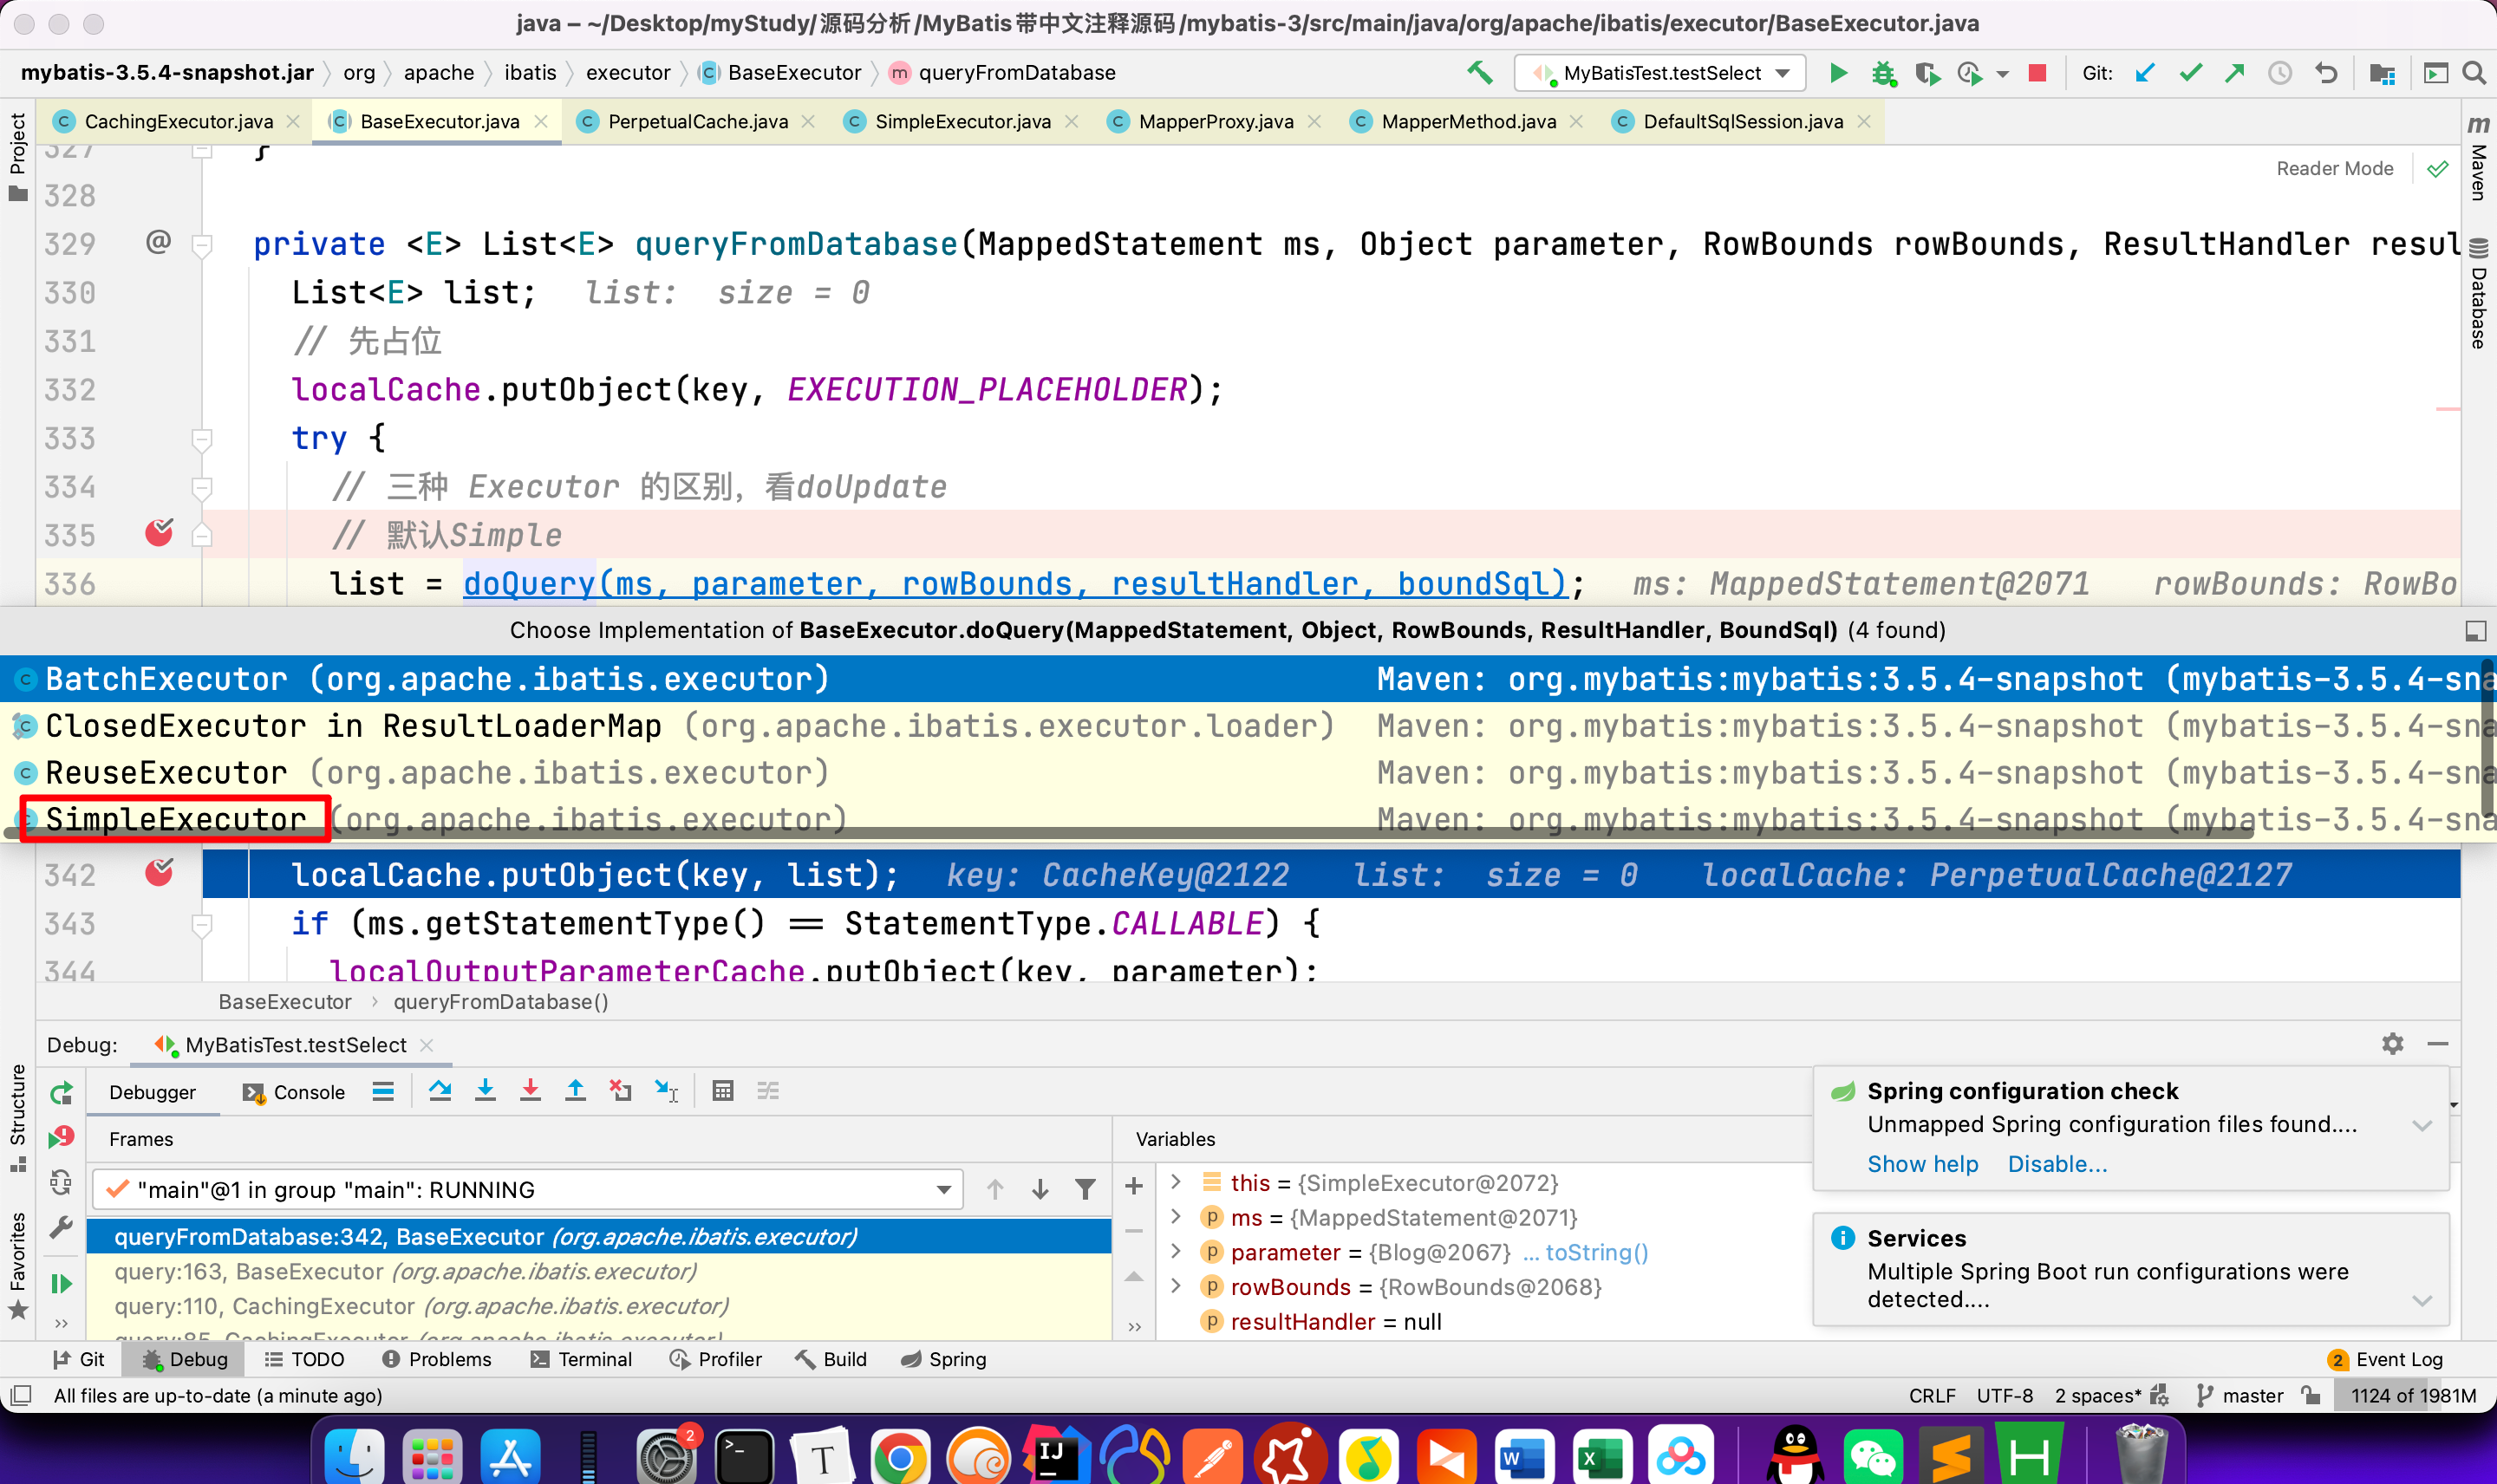 java – ~/Desktop/myStudy/源码分析/MyBatis带中文注释源码/mybatis-3/src/main/java/org/apache/ibatis/executor/BaseExecutor.java
mybatis-3.5.4-snapshot.jar org apache ibatis executor BaseExecutor queryFromDatabase MyBatisTest.testSelect Git:
CachingExecutor.java BaseExecutor.java PerpetualCache.java SimpleExecutor.java MapperProxy.java MapperMethod.java DefaultSqlSession.java
Project
Maven
Database
Reader Mode
327 }
328
329 private <E> List<E> queryFromDatabase(MappedStatement ms, Object parameter, RowBounds rowBounds, ResultHandler resul
330 List<E> list; list: size = 0
331 // 先占位
332 localCache.putObject(key, EXECUTION_PLACEHOLDER);
333 try {
334 // 三种 Executor 的区别，看doUpdate
335 // 默认Simple
336 list = doQuery(ms, parameter, rowBounds, resultHandler, boundSql); ms: MappedStatement@2071 rowBounds: RowBo
Choose Implementation of BaseExecutor.doQuery(MappedStatement, Object, RowBounds, ResultHandler, BoundSql) (4 found)
BatchExecutor (org.apache.ibatis.executor) Maven: org.mybatis:mybatis:3.5.4-snapshot (mybatis-3.5.4-sna
ClosedExecutor in ResultLoaderMap (org.apache.ibatis.executor.loader) Maven: org.mybatis:mybatis:3.5.4-snapshot (mybatis-3.5.4-sna
ReuseExecutor (org.apache.ibatis.executor) Maven: org.mybatis:mybatis:3.5.4-snapshot (mybatis-3.5.4-sna
SimpleExecutor (org.apache.ibatis.executor) Maven: org.mybatis:mybatis:3.5.4-snapshot (mybatis-3.5.4-sna
342 localCache.putObject(key, list); key: CacheKey@2122 list: size = 0 localCache: PerpetualCache@2127
343 if (ms.getStatementType() == StatementType.CALLABLE) {
344 localOutputParameterCache.putObject(key, parameter);
BaseExecutor queryFromDatabase()
Debug: MyBatisTest.testSelect
Structure
Favorites
Debugger Console
Frames
"main"@1 in group "main": RUNNING
queryFromDatabase:342, BaseExecutor (org.apache.ibatis.executor)
query:163, BaseExecutor (org.apache.ibatis.executor)
query:110, CachingExecutor (org.apache.ibatis.executor)
query:85, CachingExecutor (org.apache.ibatis.executor)
Variables
this = {SimpleExecutor@2072}
ms = {MappedStatement@2071}
parameter = {Blog@2067} ... toString()
rowBounds = {RowBounds@2068}
resultHandler = null
Spring configuration check
Unmapped Spring configuration files found....
Show help Disable...
Services
Multiple Spring Boot run configurations were
detected....
Git Debug TODO Problems Terminal Profiler Build Spring 2 Event Log
All files are up-to-date (a minute ago) CRLF UTF-8 2 spaces* master 1124 of 1981M
2